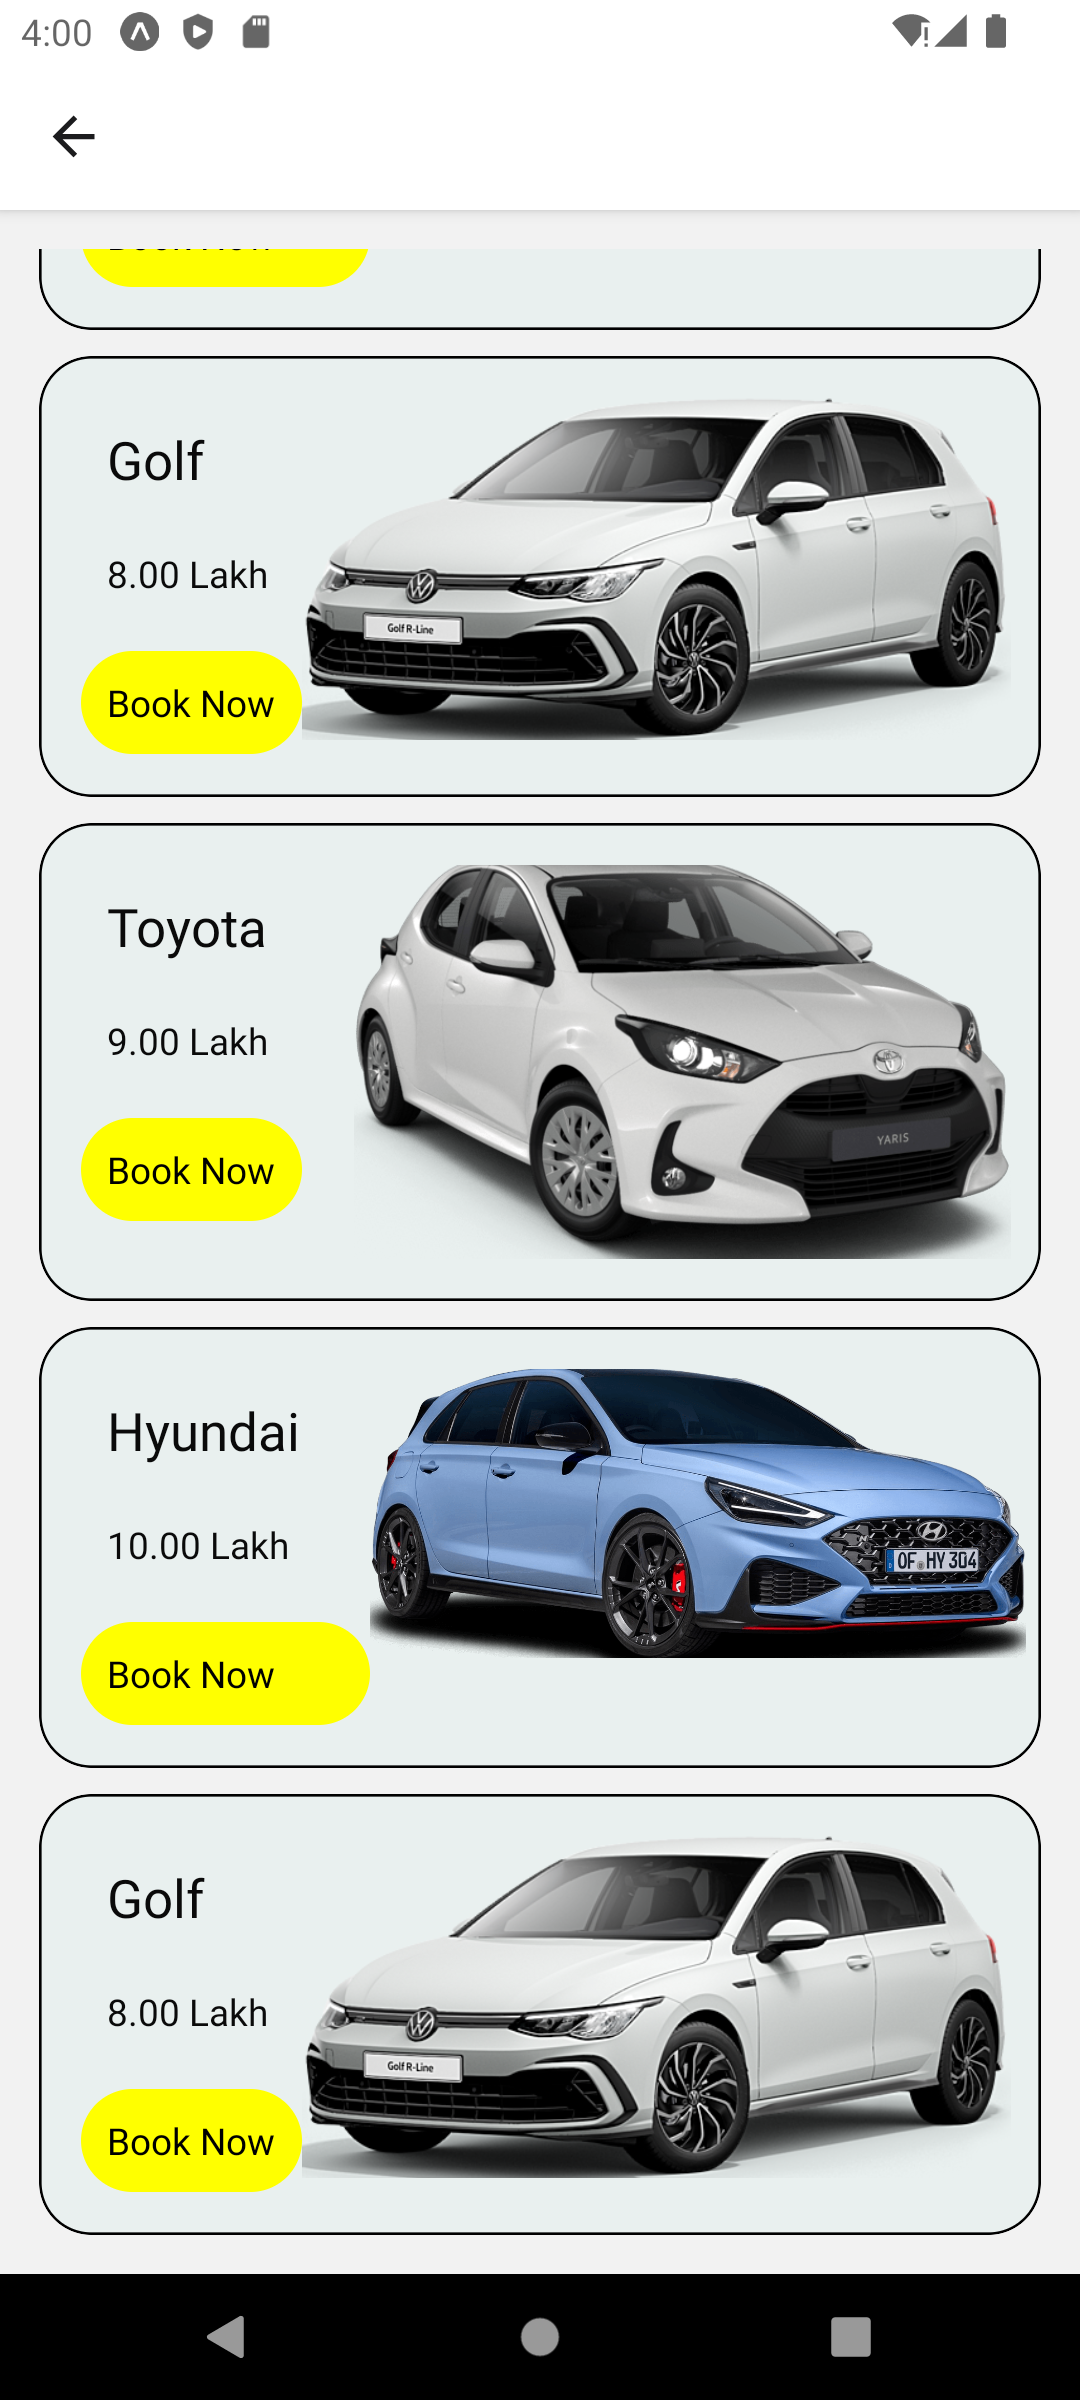 4:00
Golf
8.00 Lakh
Golf R-Line
Book Now
Toyota
9.00 Lakh
YARIS
Book Now
Hyundai
10.00 Lakh
OF HY 304
Book Now
Golf
8.00 Lakh
Golf R-Line
Book Now